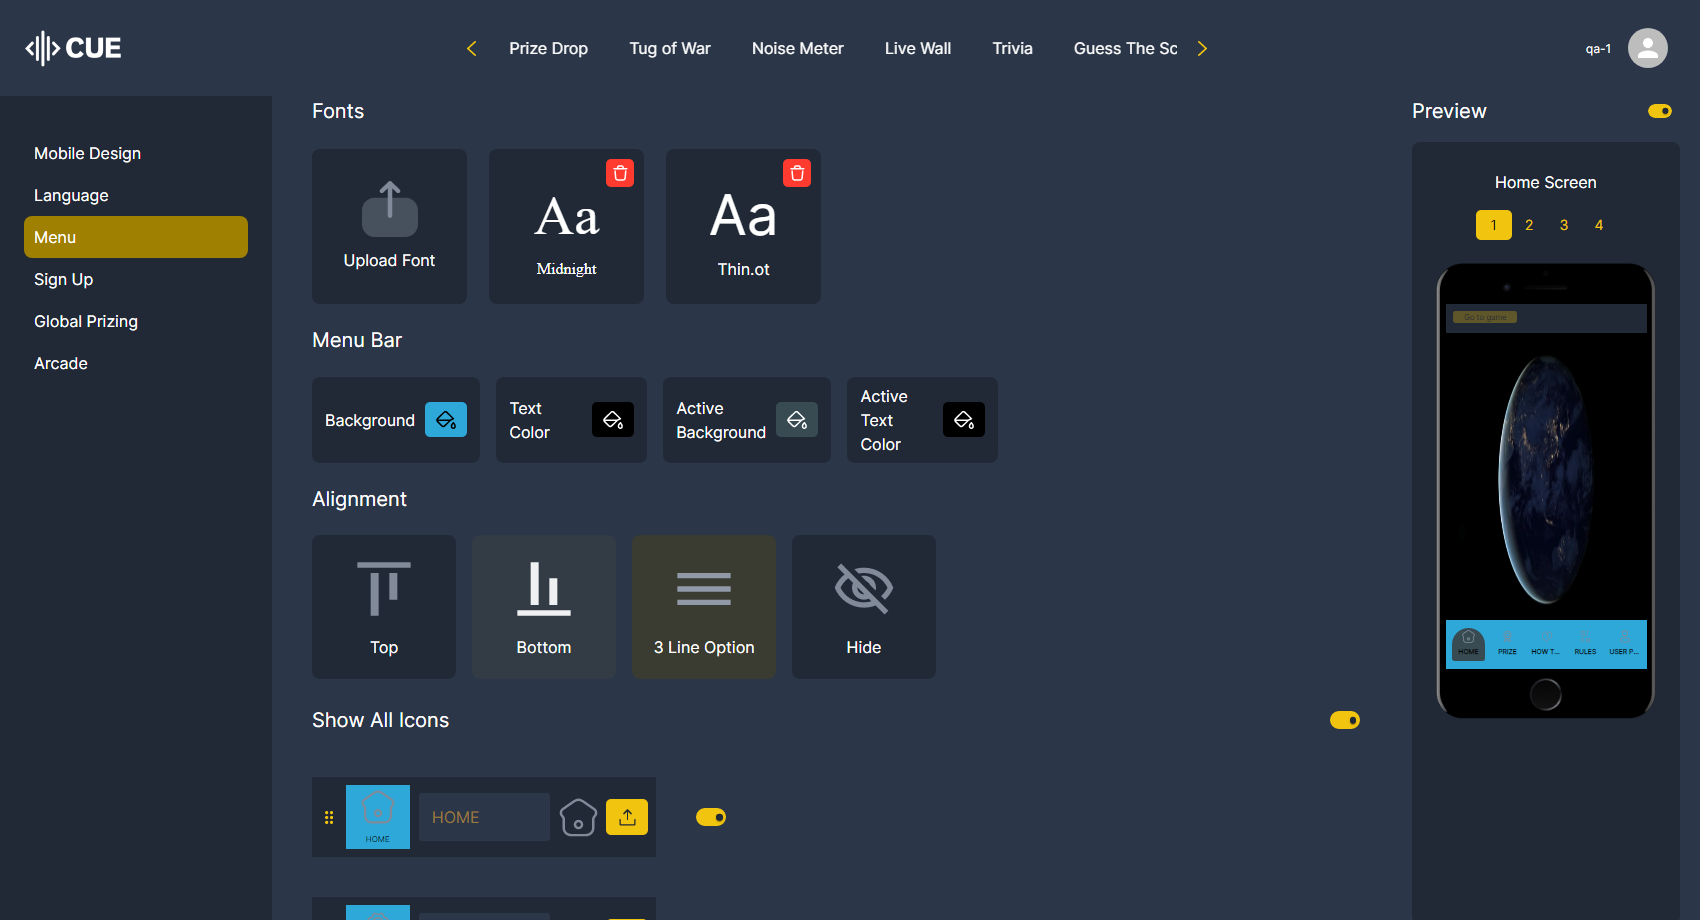 CUE
Prize Drop
Tug of War
Noise Meter
Live Wall
Trivia
Guess The Sc
qa-1
Mobile Design
Language
Menu
Sign Up
Global Prizing
Arcade
Fonts
Upload Font
Aa
Midnight
Aa
Thin.ot
Menu Bar
Background
Text
Color
Active
Background
Active
Text
Color
Alignment
Top
Bottom
3 Line Option
Hide
Show All Icons
HOME
HOME
Preview
Home Screen
1 2 3 4
Go to game
HOME
PRIZE
HOW T...
RULES
USER P...